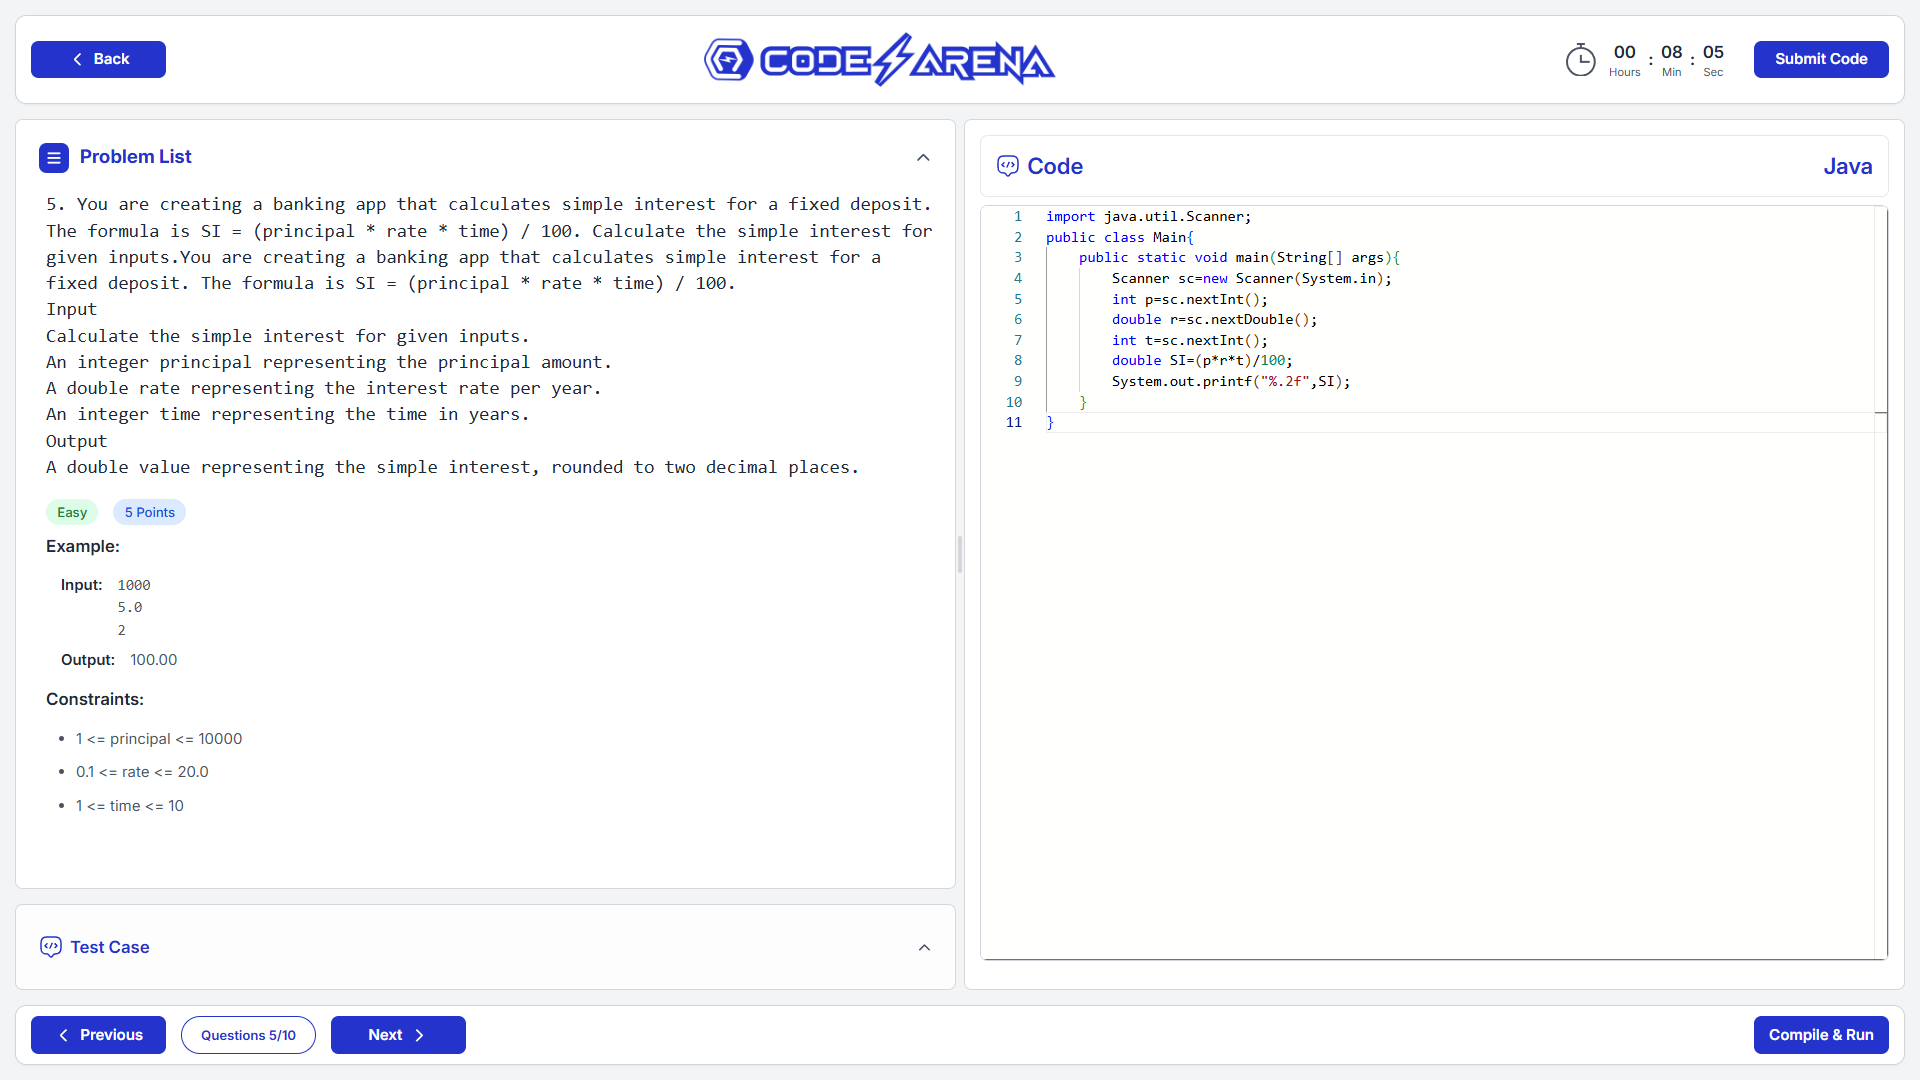 Back
CODE ARENA
00 : 08 : 05
Hours Min Sec
Submit Code
Problem List
5. You are creating a banking app that calculates simple interest for a fixed deposit.
The formula is SI = (principal * rate * time) / 100. Calculate the simple interest for
given inputs.You are creating a banking app that calculates simple interest for a
fixed deposit. The formula is SI = (principal * rate * time) / 100.
Input
Calculate the simple interest for given inputs.
An integer principal representing the principal amount.
A double rate representing the interest rate per year.
An integer time representing the time in years.
Output
A double value representing the simple interest, rounded to two decimal places.
Easy 5 Points
Example:
Input: 1000
5.0
2
Output: 100.00
Constraints:
• 1 <= principal <= 10000
• 0.1 <= rate <= 20.0
• 1 <= time <= 10
Test Case
Code
Java
1 import java.util.Scanner;
2 public class Main{
3 public static void main(String[] args){
4 Scanner sc=new Scanner(System.in);
5 int p=sc.nextInt();
6 double r=sc.nextDouble();
7 int t=sc.nextInt();
8 double SI=(p*r*t)/100;
9 System.out.printf("%.2f",SI);
10 }
11 }
Previous
Questions 5/10
Next
Compile & Run